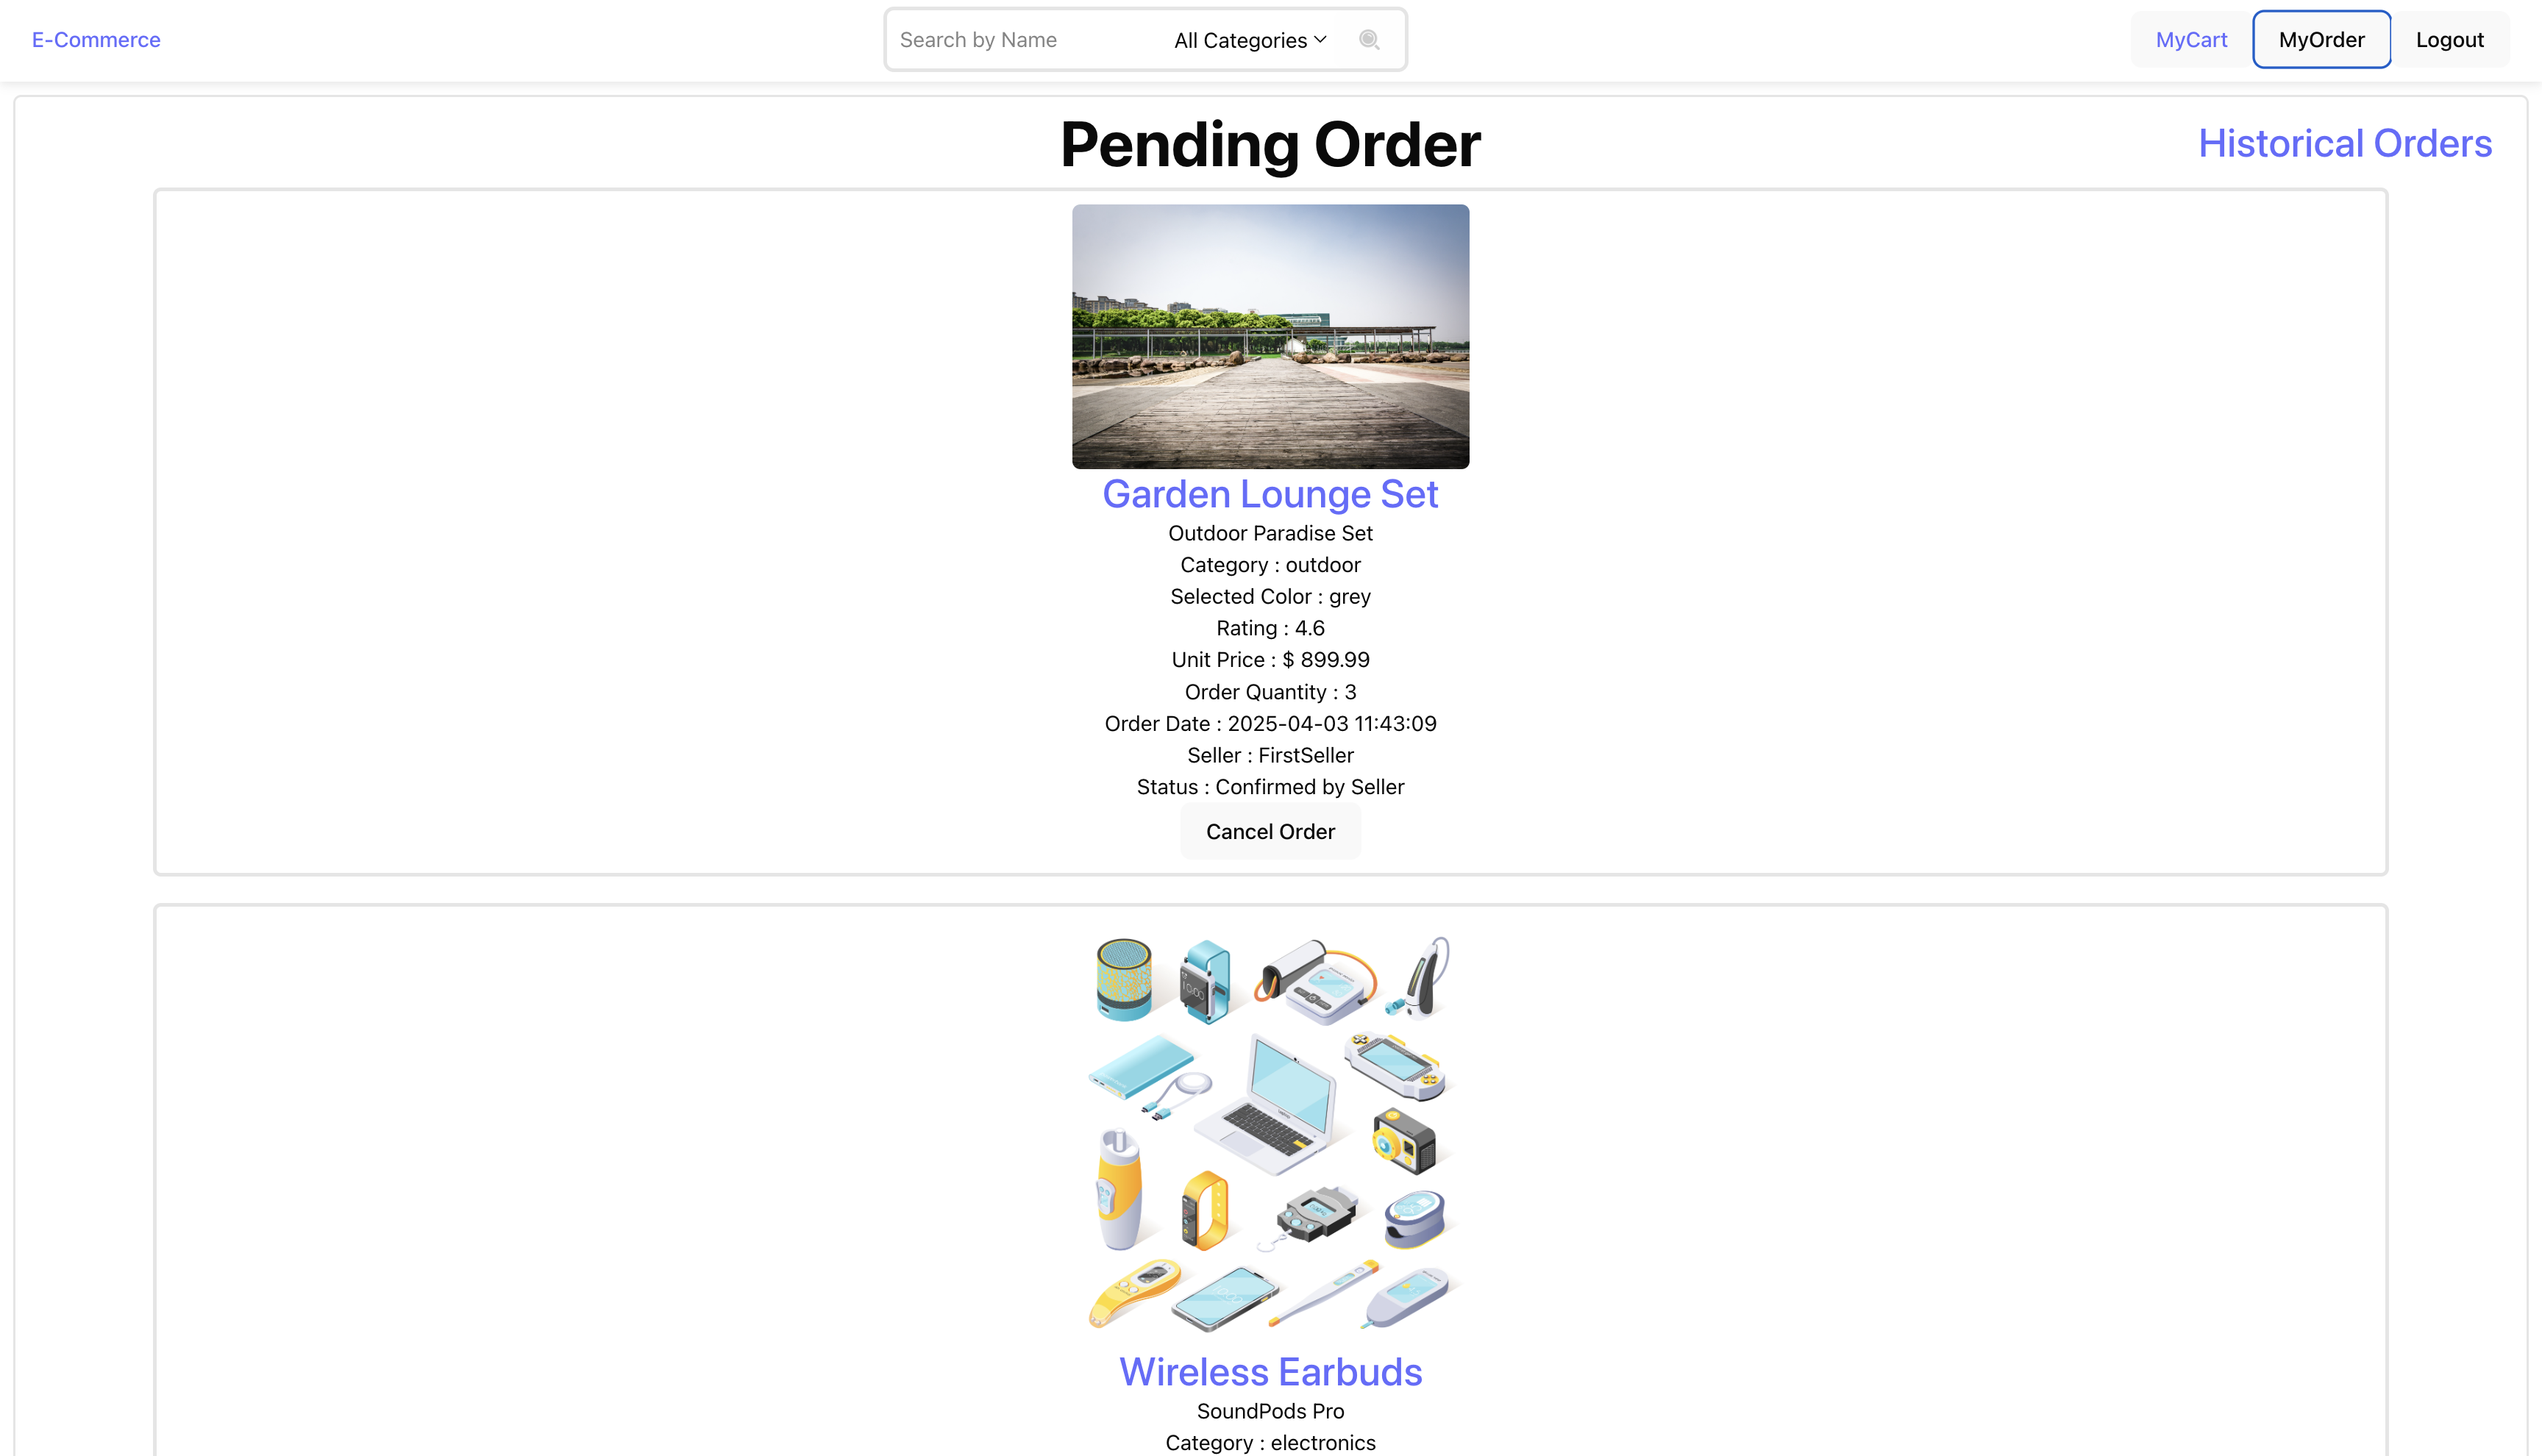 E-Commerce
Search by Name
All Categories
MyCart
MyOrder
Logout
Pending Order
Historical Orders
Garden Lounge Set
Outdoor Paradise Set
Category : outdoor
Selected Color : grey
Rating : 4.6
Unit Price : $ 899.99
Order Quantity : 3
Order Date : 2025-04-03 11:43:09
Seller : FirstSeller
Status : Confirmed by Seller
Cancel Order
10:00
Wireless Earbuds
SoundPods Pro
Category : electronics